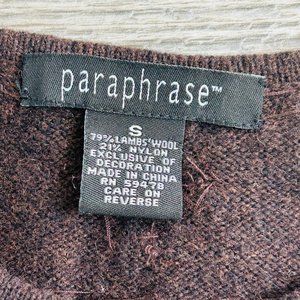 paraphrase™
S
79% LAMBS'WOOL
21% NYLON
EXCLUSIVE OF
DECORATION
MADE IN CHINA
RN 59478
CARE ON
REVERSE